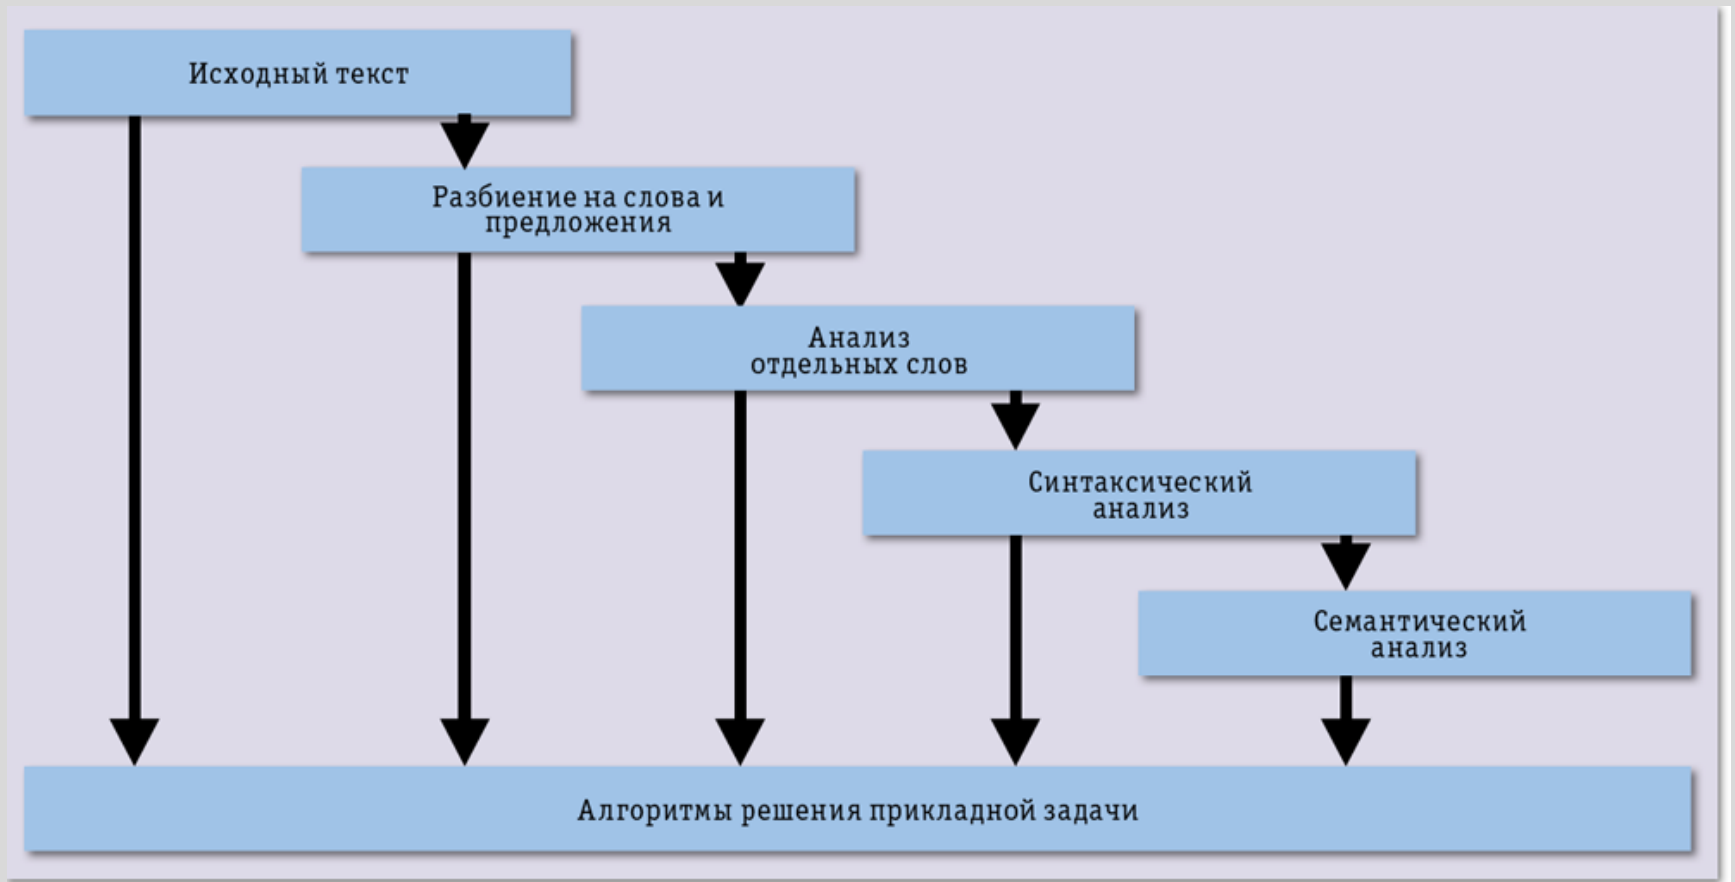 Исходный текст
Разбиение на слова и
предложения
Анализ
отдельных слов
Синтаксический
анализ
Семантический
анализ
Алгоритмы решения прикладной задачи